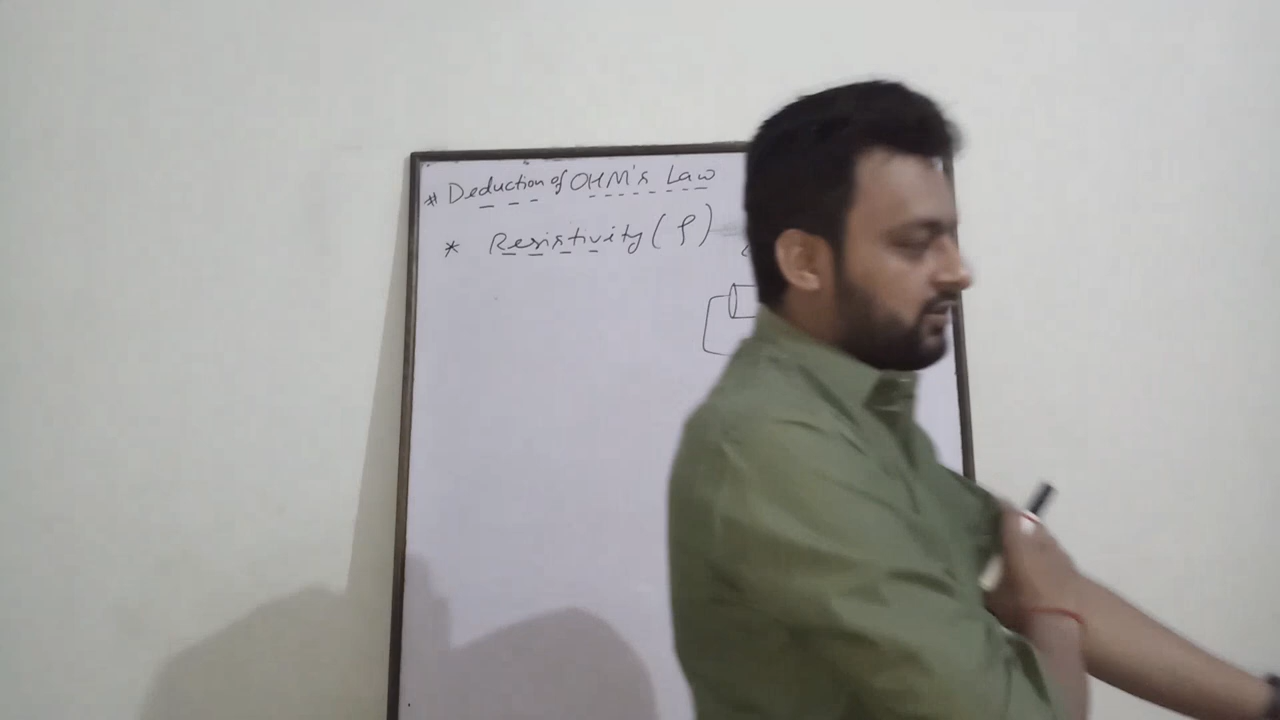 # Deduction of OHM's Law
* Resistivity (ρ)